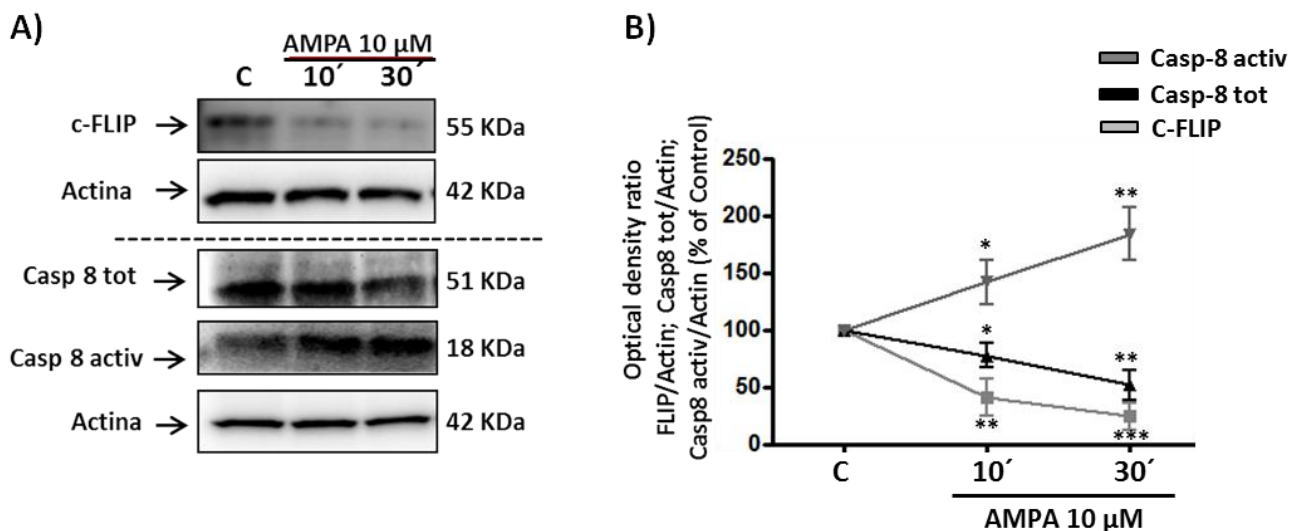 A)
AMPA 10 µM
C 10´ 30´
c-FLIP 55 KDa
Actina 42 KDa
Casp 8 tot 51 KDa
Casp 8 activ 18 KDa
Actina 42 KDa
B)
Casp-8 activ
Casp-8 tot
C-FLIP
Optical density ratio
FLIP/Actin; Casp8 tot/Actin;
Casp8 activ/Actin (% of Control)
250
200
150
100
50
0
**
*
*
**
**
***
C 10´ 30´
AMPA 10 µM